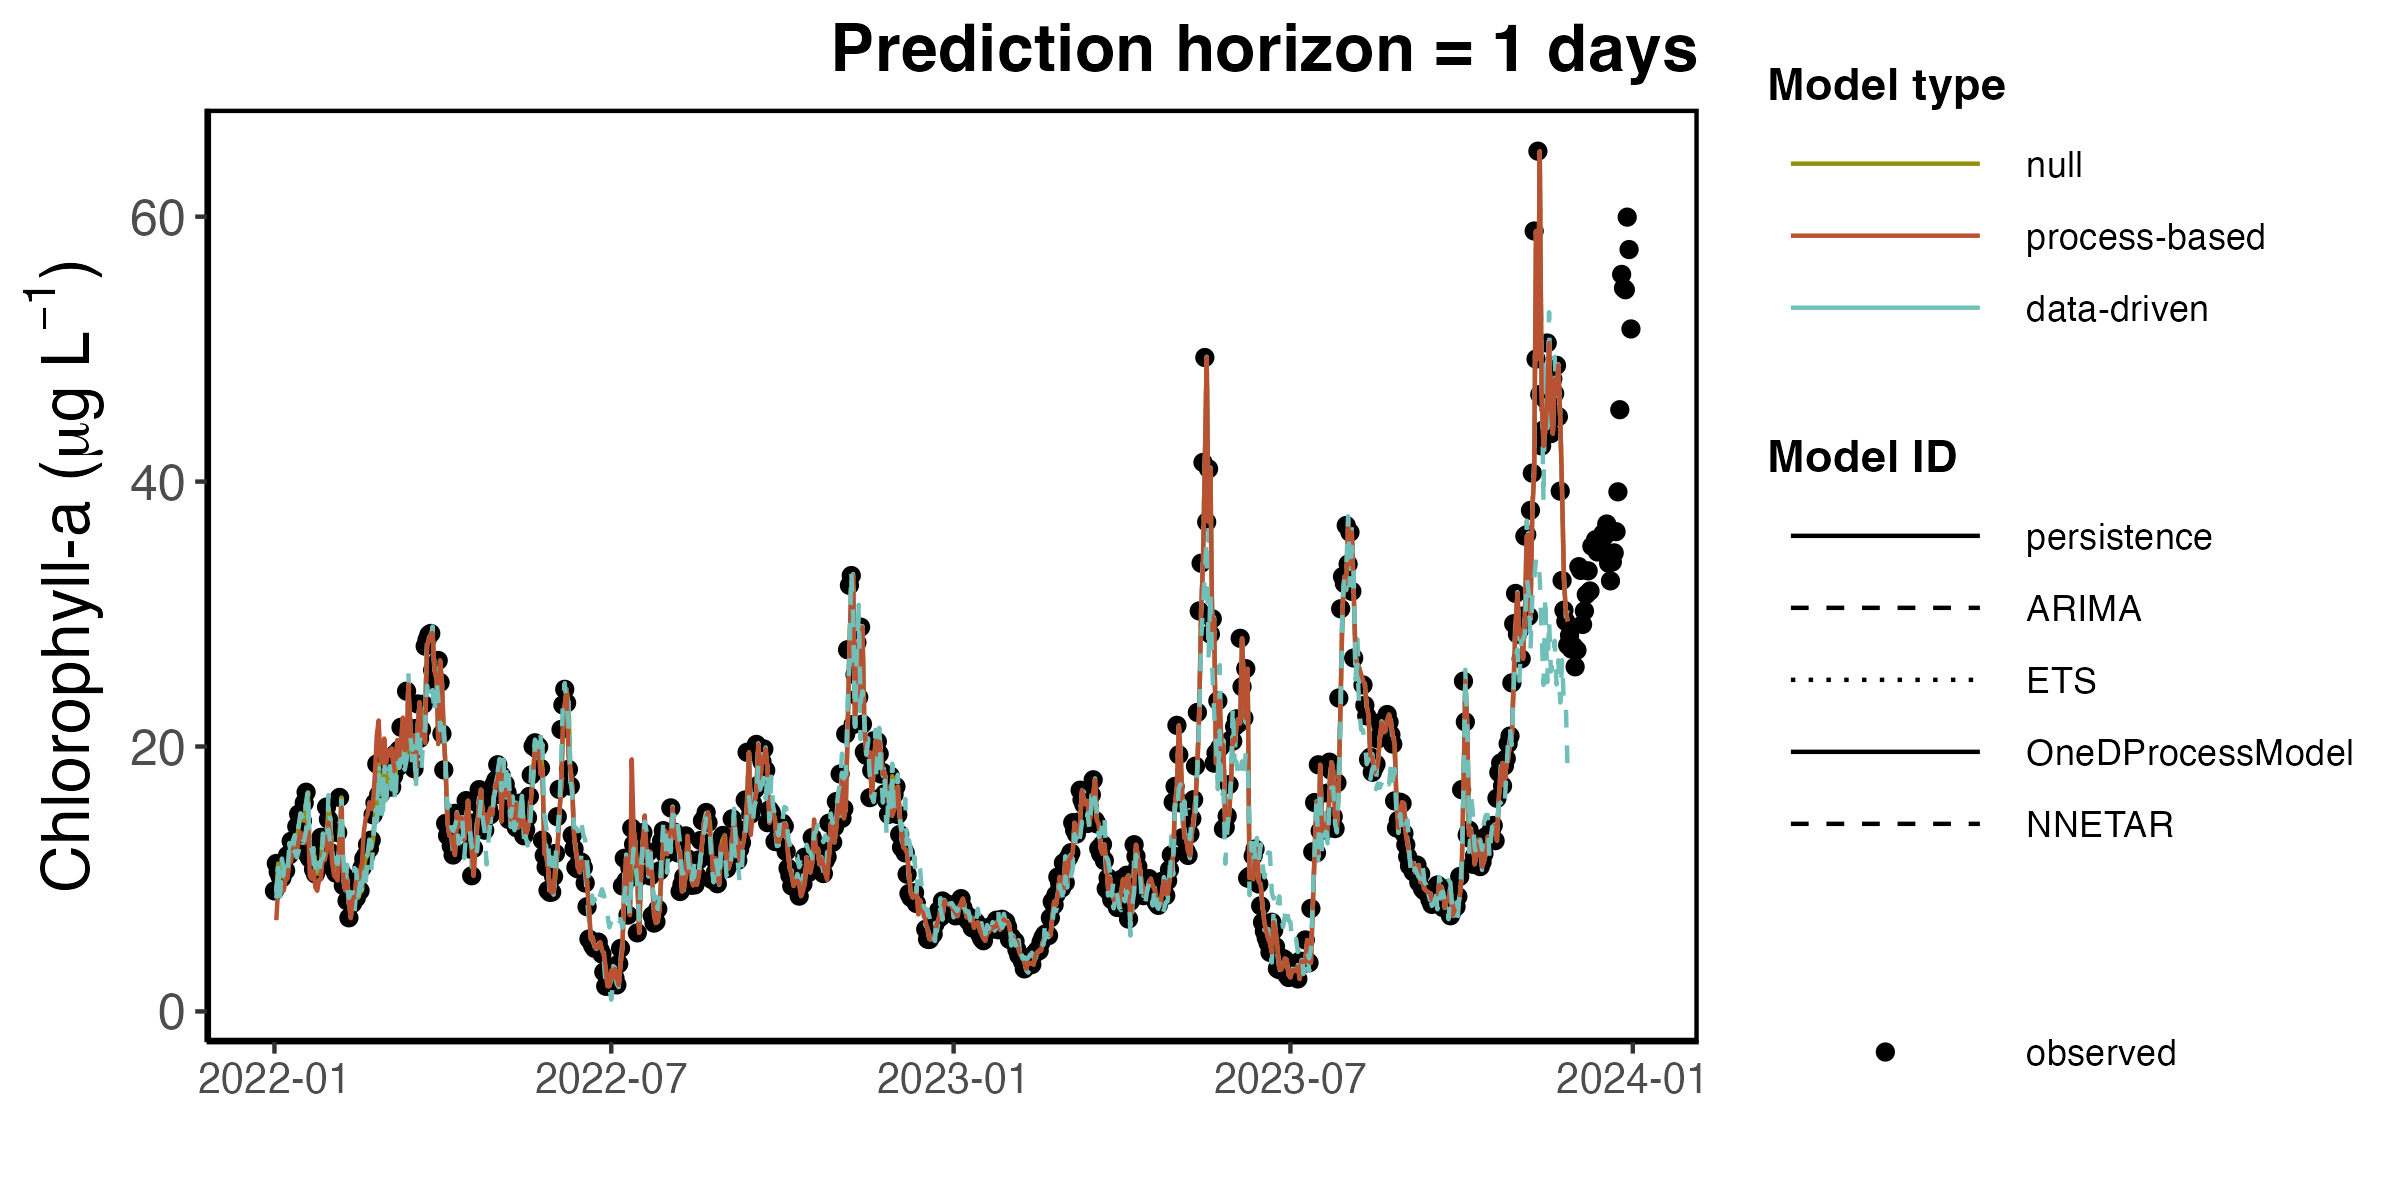 Prediction horizon = 1 days
Chlorophyll-a (μg L⁻¹)
60
40
20
0
2022-01
2022-07
2023-01
2023-07
2024-01
Model type
null
process-based
data-driven
Model ID
persistence
ARIMA
ETS
OneDProcessModel
NNETAR
observed